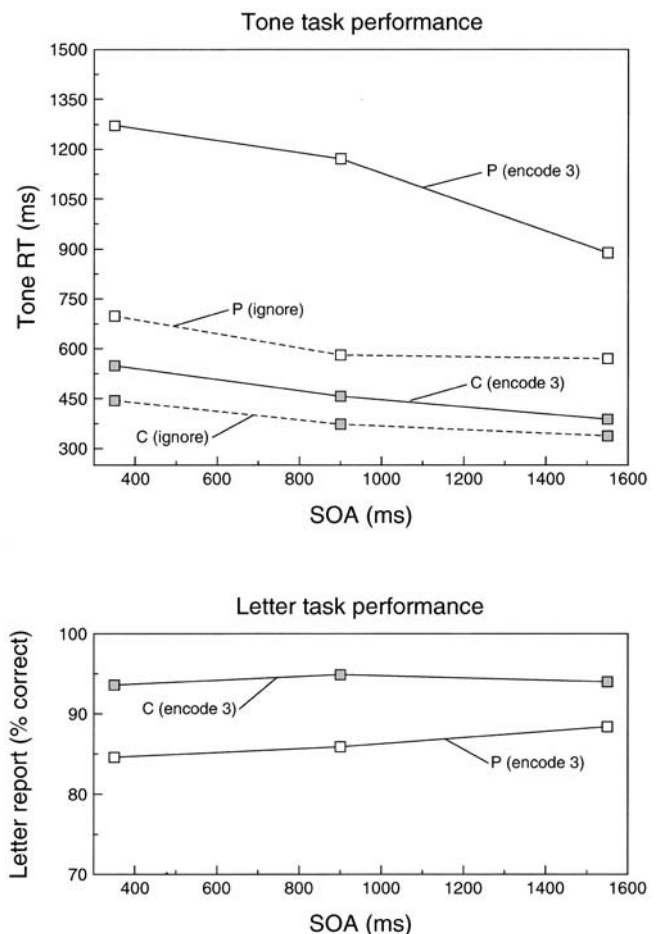 Tone task performance
1500
1350
1250
1050
900
750
600
450
300
Tone RT (ms)
P (encode 3)
P (ignore)
C (encode 3)
C (ignore)
400 600 800 1000 1200 1400 1600
SOA (ms)
Letter task performance
100
90
80
70
Letter report (% correct)
C (encode 3)
P (encode 3)
400 600 800 1000 1200 1400 1600
SOA (ms)